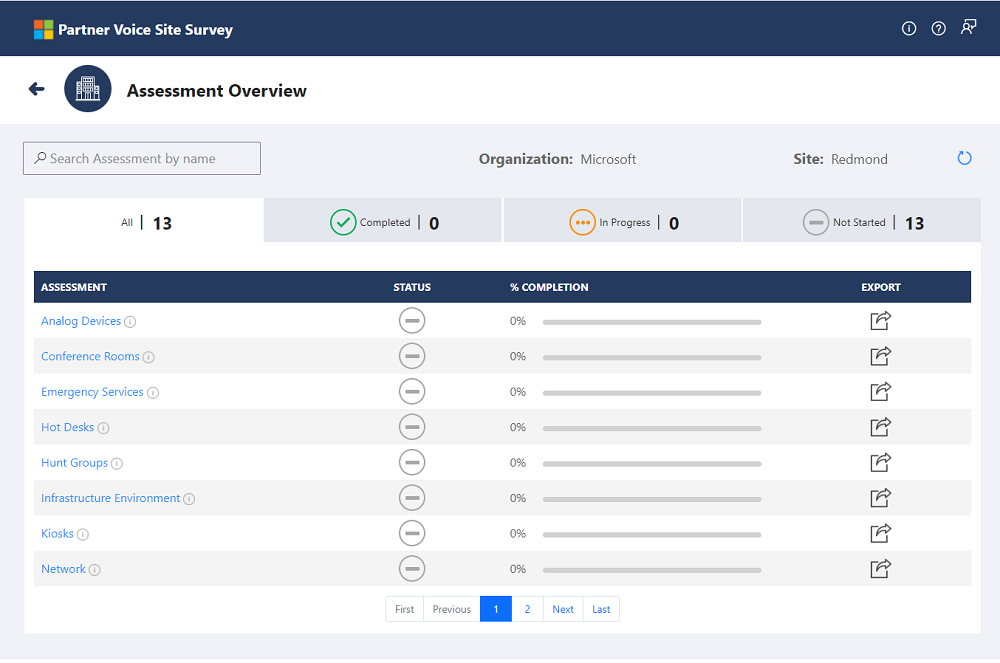 Partner Voice Site Survey
Assessment Overview
Search Assessment by name
Organization: Microsoft
Site: Redmond
All | 13
Completed | 0
In Progress | 0
Not Started | 13
ASSESSMENT STATUS % COMPLETION EXPORT
Analog Devices 0%
Conference Rooms 0%
Emergency Services 0%
Hot Desks 0%
Hunt Groups 0%
Infrastructure Environment 0%
Kiosks 0%
Network 0%
First Previous 1 2 Next Last